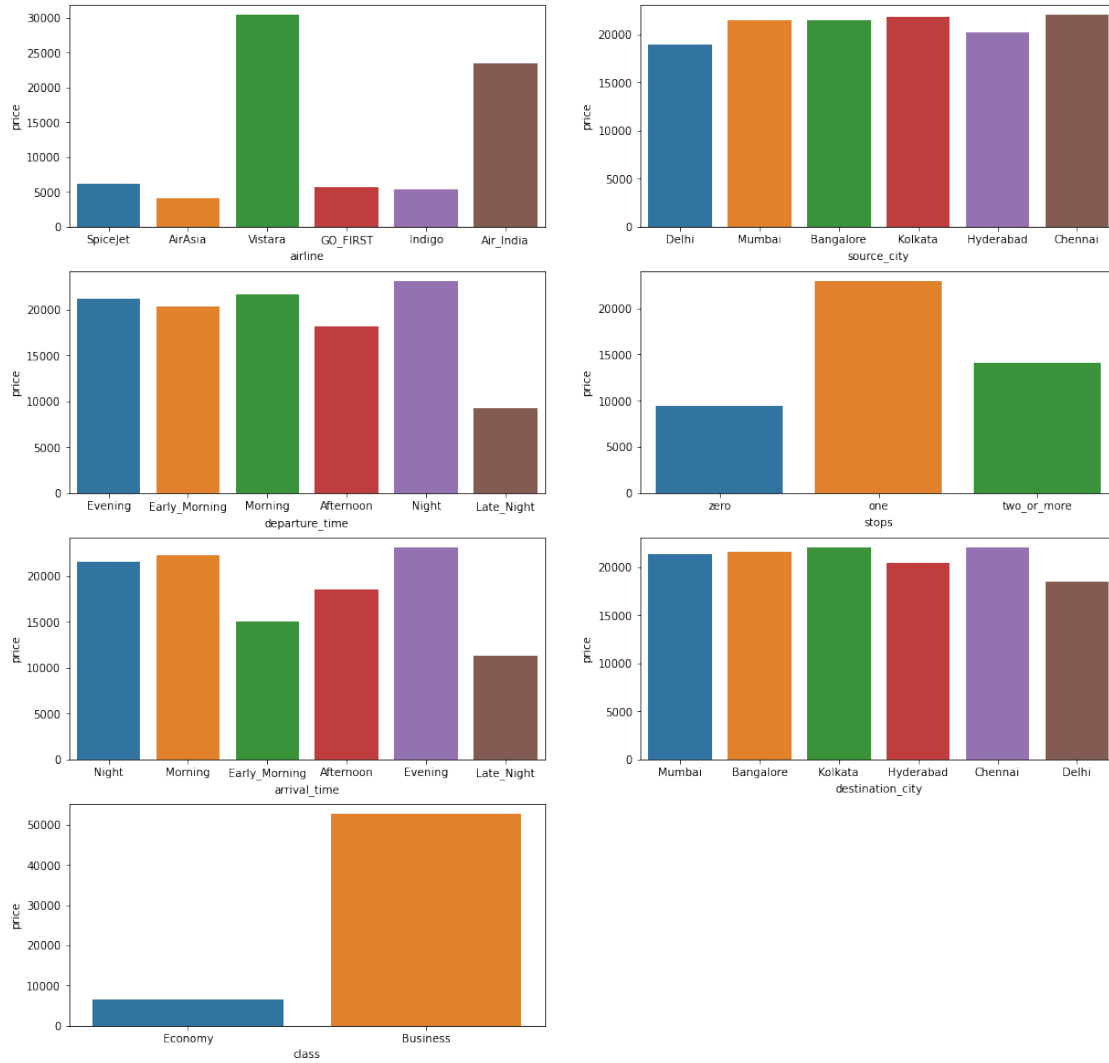 30000
25000
20000
15000
10000
5000
0
price
SpiceJet AirAsia Vistara GO_FIRST Indigo Air_India
airline
20000
15000
10000
5000
0
price
Delhi Mumbai Bangalore Kolkata Hyderabad Chennai
source_city
20000
15000
10000
5000
0
price
Evening Early_Morning Morning Afternoon Night Late_Night
departure_time
20000
15000
10000
5000
0
price
zero one two_or_more
stops
20000
15000
10000
5000
0
price
Night Morning Early_Morning Afternoon Evening Late_Night
arrival_time
20000
15000
10000
5000
0
price
Mumbai Bangalore Kolkata Hyderabad Chennai Delhi
destination_city
50000
40000
30000
20000
10000
0
price
Economy Business
class